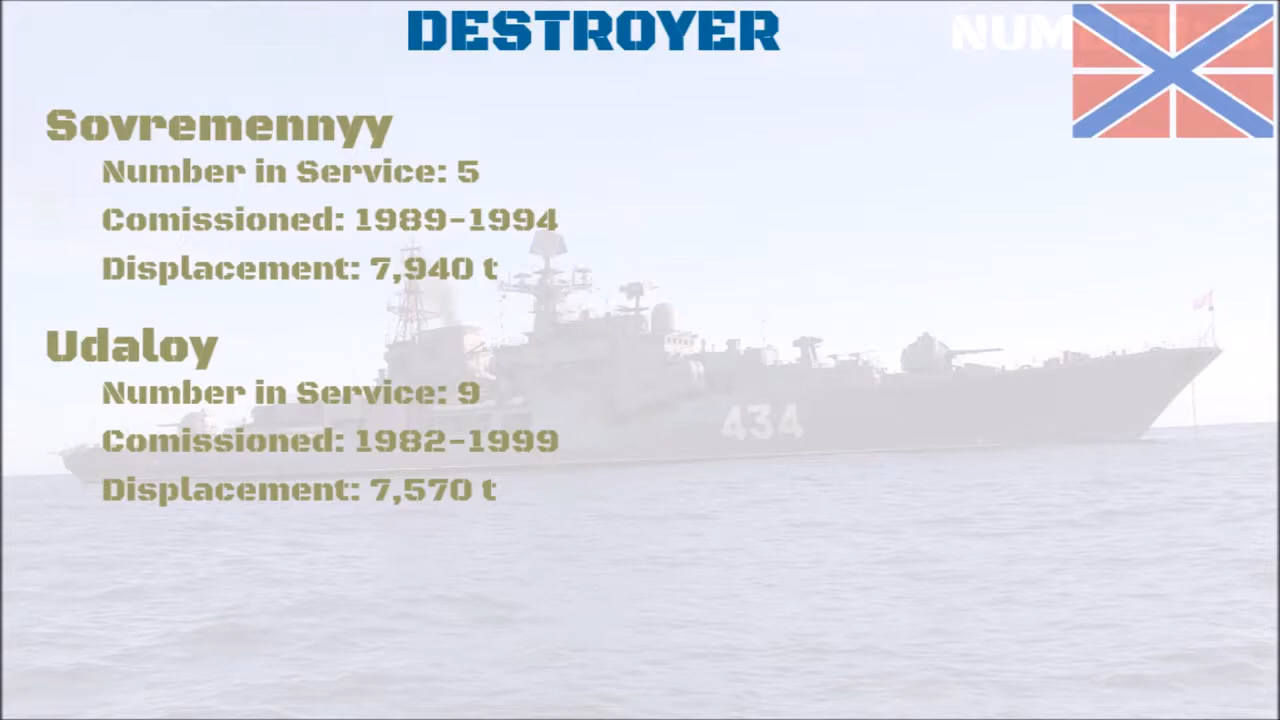 DESTROYER
NUM
Sovremennyy
Number in Service: 5
Comissioned: 1989-1994
Displacement: 7,940 t
Udaloy
Number in Service: 9
Comissioned: 1982-1999
Displacement: 7,570 t
434